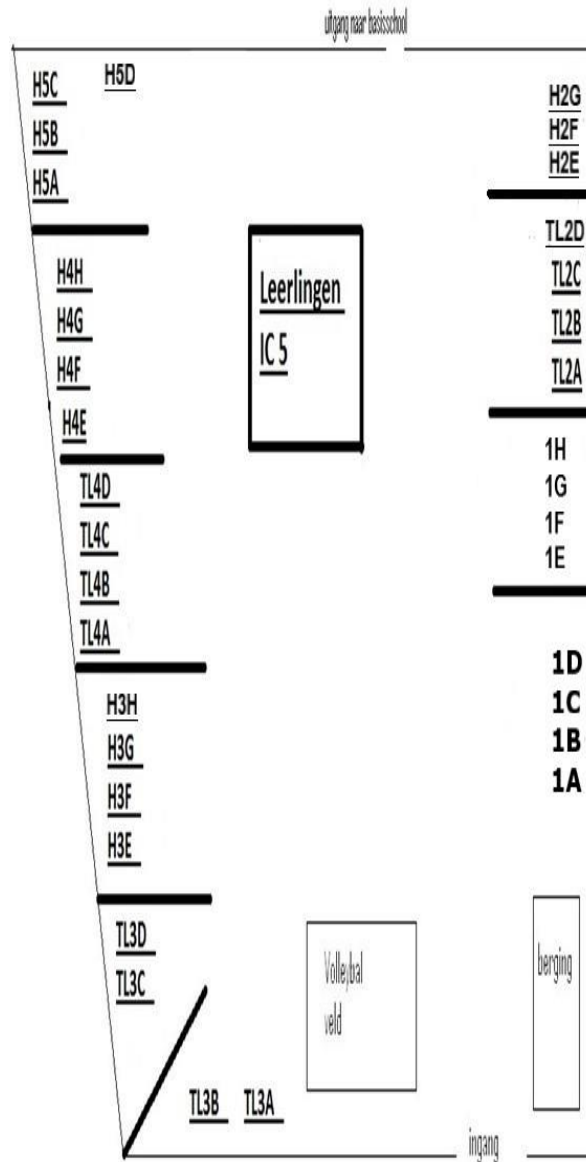 uitgang naar basisschool
H5C
H5D
H5B
H5A
H4H
H4G
H4F
H4E
TL4D
TL4C
TL4B
TL4A
H3H
H3G
H3F
H3E
TL3D
TL3C
TL3B TL3A
Leerlingen
IC 5
Volleybal
veld
H2G
H2F
H2E
TL2D
TL2C
TL2B
TL2A
1H
1G
1F
1E
1D
1C
1B
1A
berging
ingang